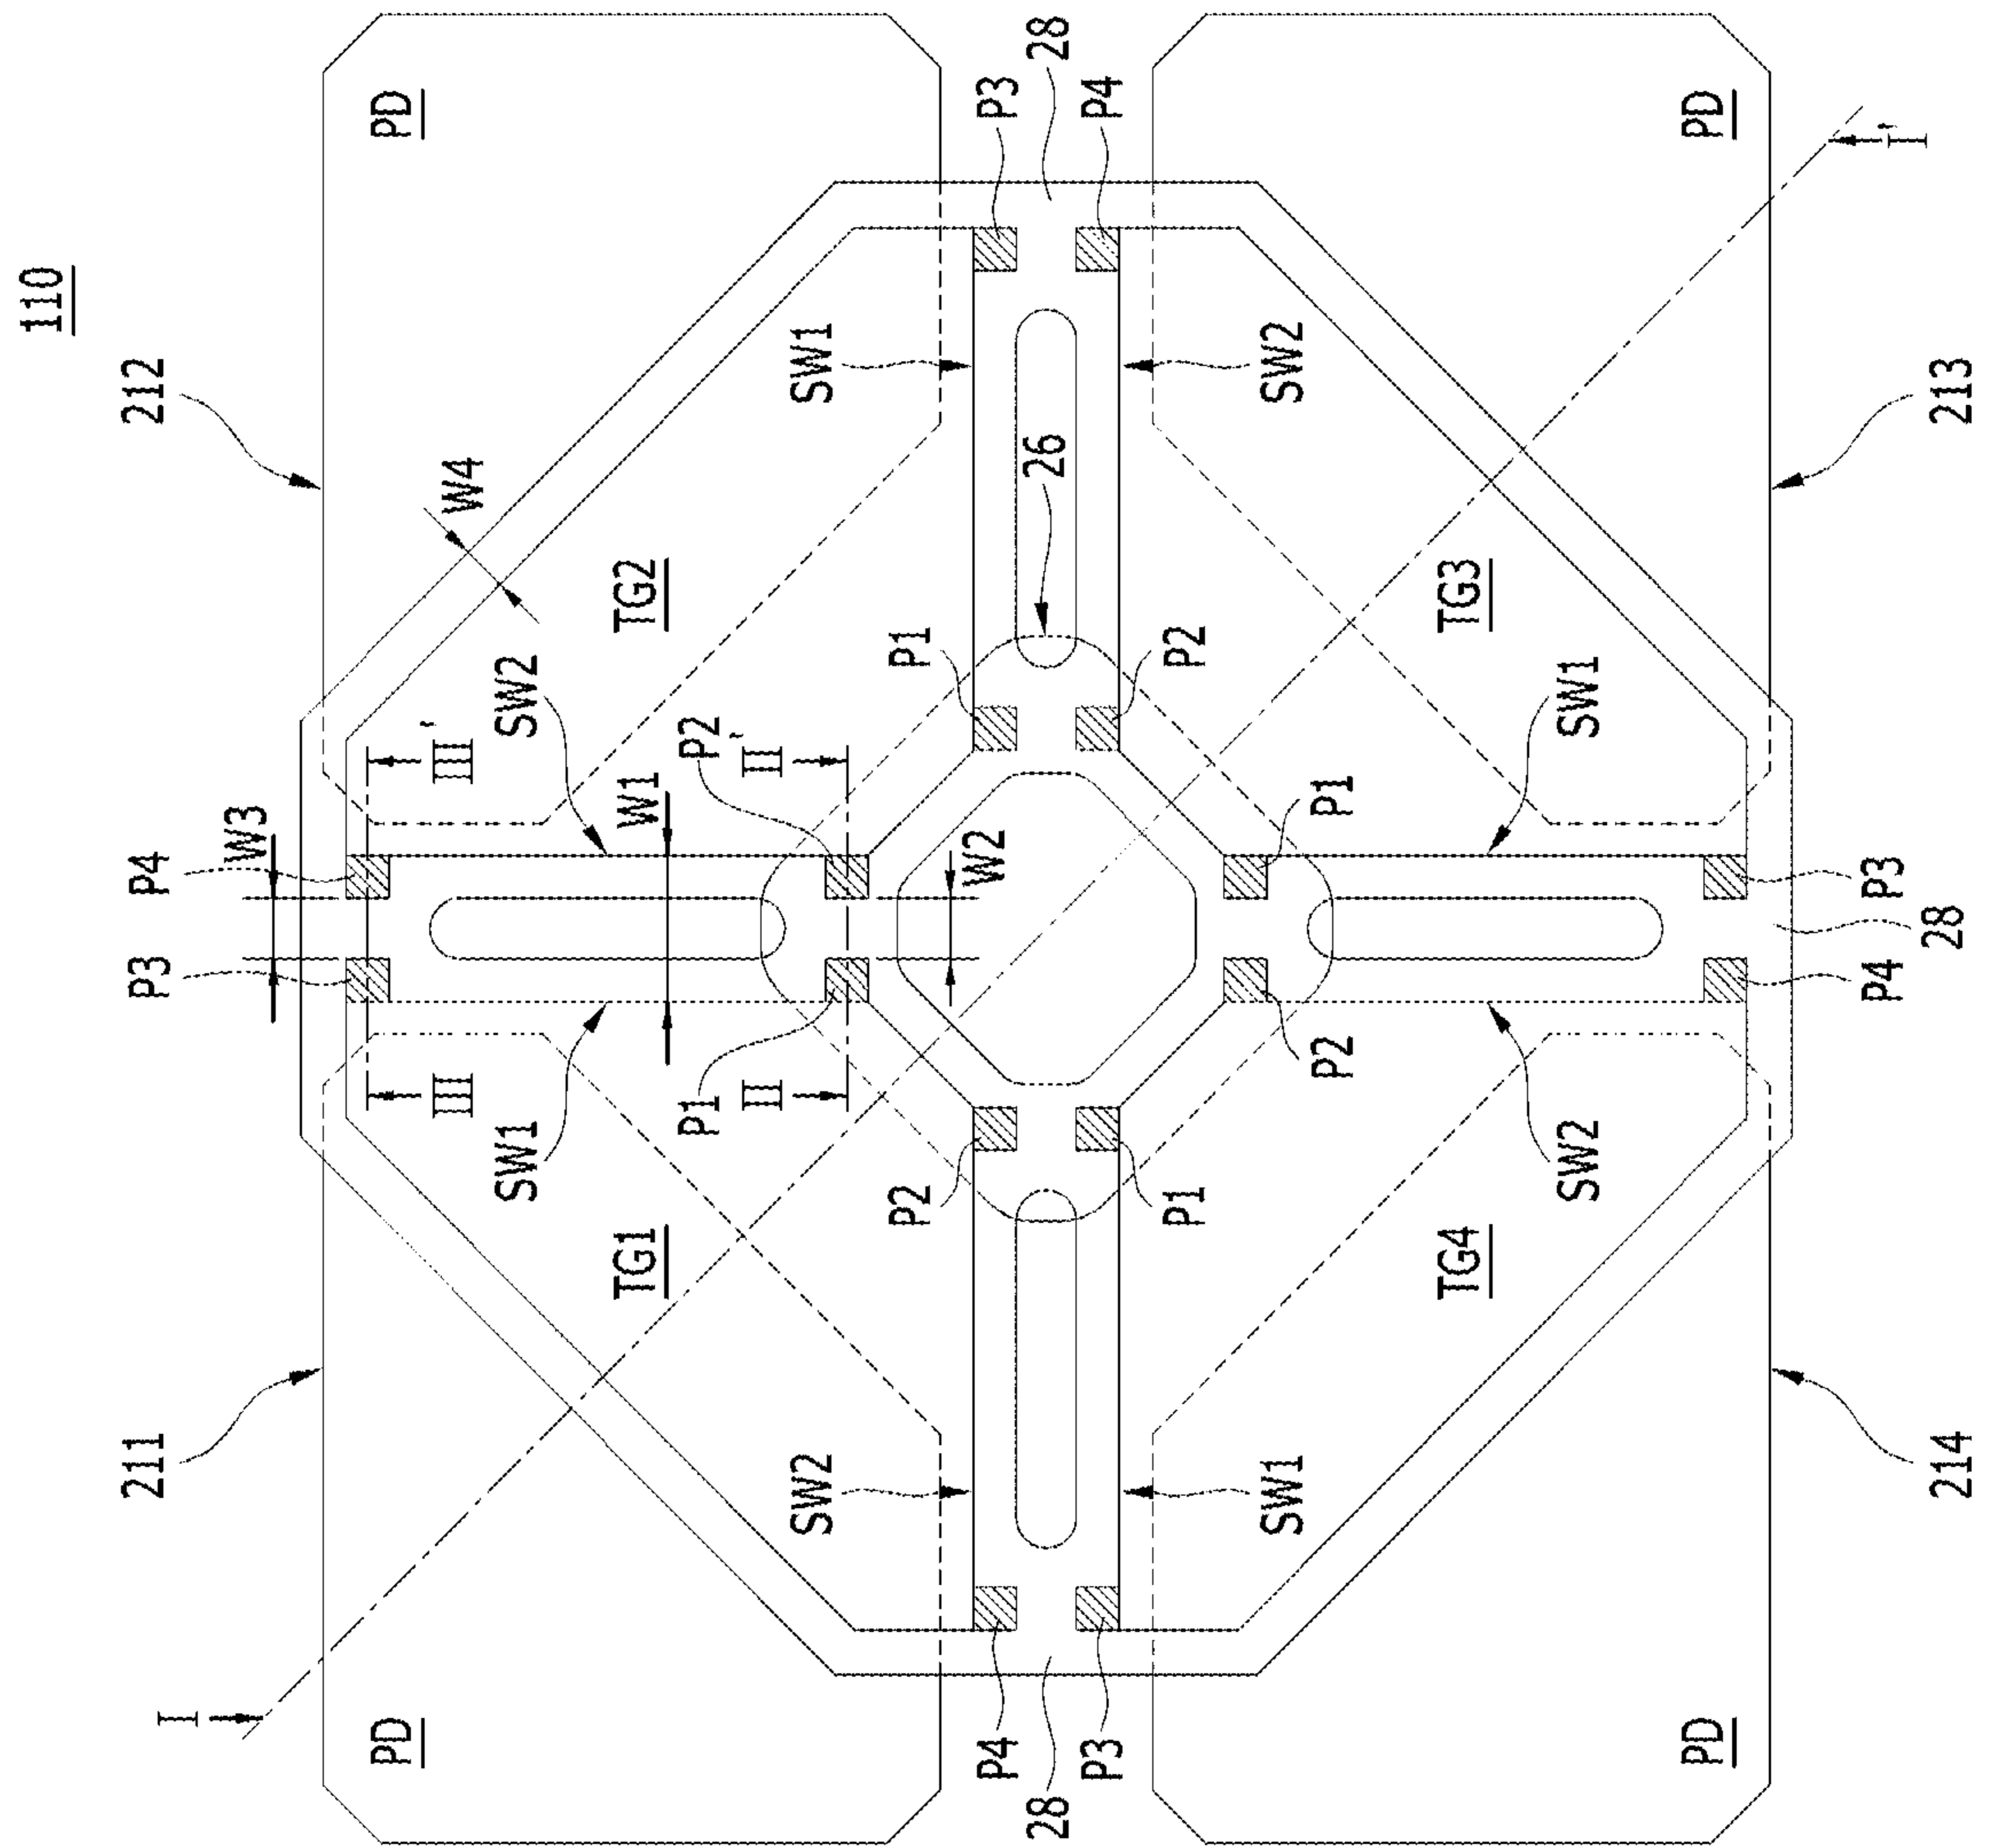 110
211
P3
P4
212
I
W3
PD
PD
III
III'
W4
SW1
SW2
TG1
W1
TG2
P1
P2
II
II'
SW2
SW1
P2
P1
W2
P4
P3
28
26
28
P3
P4
P1
P2
SW1
SW2
P2
P1
TG4
TG3
SW2
SW1
PD
PD
P4
P3
I'
214
28
213